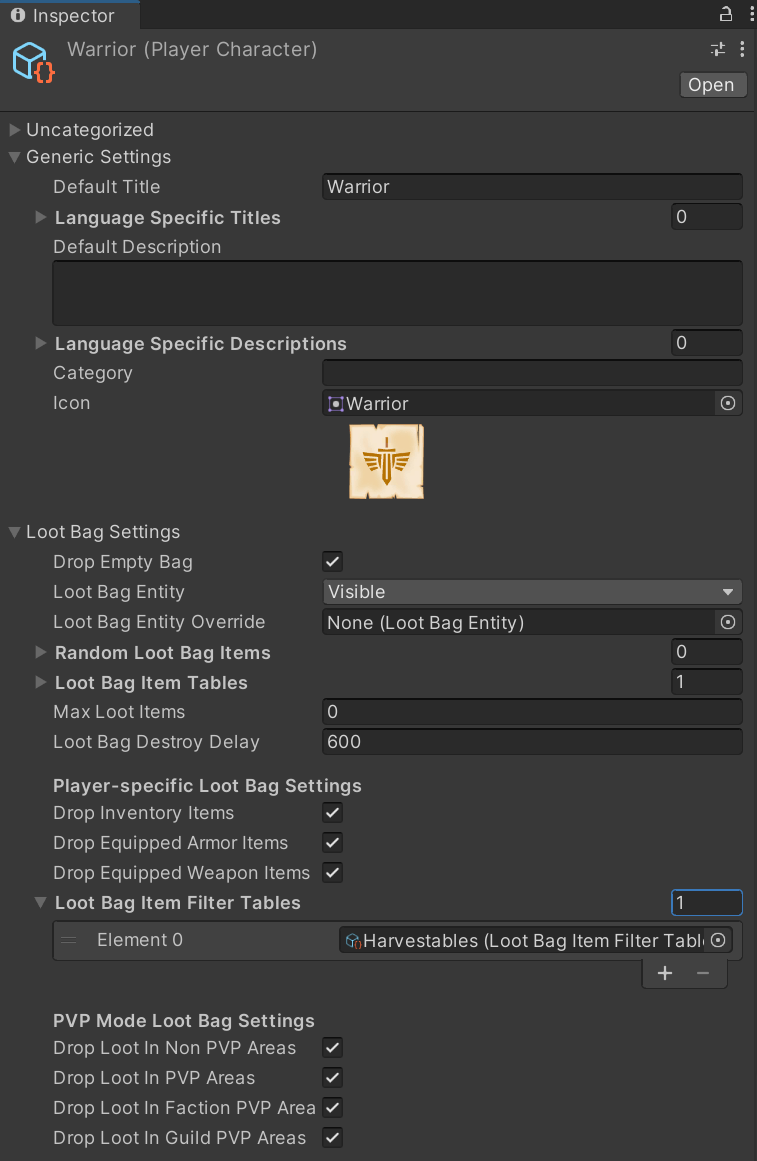 Inspector
Warrior (Player Character)
Open
Uncategorized
Generic Settings
Default Title Warrior
Language Specific Titles 0
Default Description
Language Specific Descriptions 0
Category
Icon Warrior
Loot Bag Settings
Drop Empty Bag
Loot Bag Entity Visible
Loot Bag Entity Override None (Loot Bag Entity)
Random Loot Bag Items 0
Loot Bag Item Tables 1
Max Loot Items 0
Loot Bag Destroy Delay 600
Player-specific Loot Bag Settings
Drop Inventory Items
Drop Equipped Armor Items
Drop Equipped Weapon Items
Loot Bag Item Filter Tables 1
Element 0 Harvestables (Loot Bag Item Filter Tabl
PVP Mode Loot Bag Settings
Drop Loot In Non PVP Areas
Drop Loot In PVP Areas
Drop Loot In Faction PVP Area
Drop Loot In Guild PVP Areas